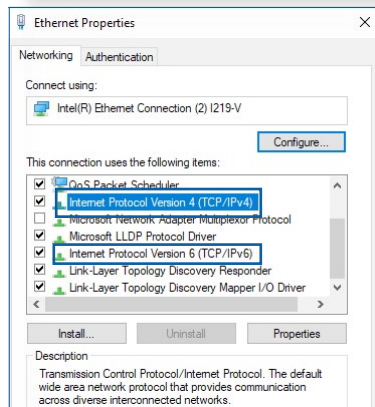 Ethernet Properties
Networking Authentication
Connect using:
Intel(R) Ethernet Connection (2) I219-V
Configure...
This connection uses the following items:
QoS Packet Scheduler
Internet Protocol Version 4 (TCP/IPv4)
Microsoft Network Adapter Multiplexor Protocol
Microsoft LLDP Protocol Driver
Internet Protocol Version 6 (TCP/IPv6)
Link-Layer Topology Discovery Responder
Link-Layer Topology Discovery Mapper I/O Driver
Install... Uninstall Properties
Description
Transmission Control Protocol/Internet Protocol. The default
wide area network protocol that provides communication
across diverse interconnected networks.